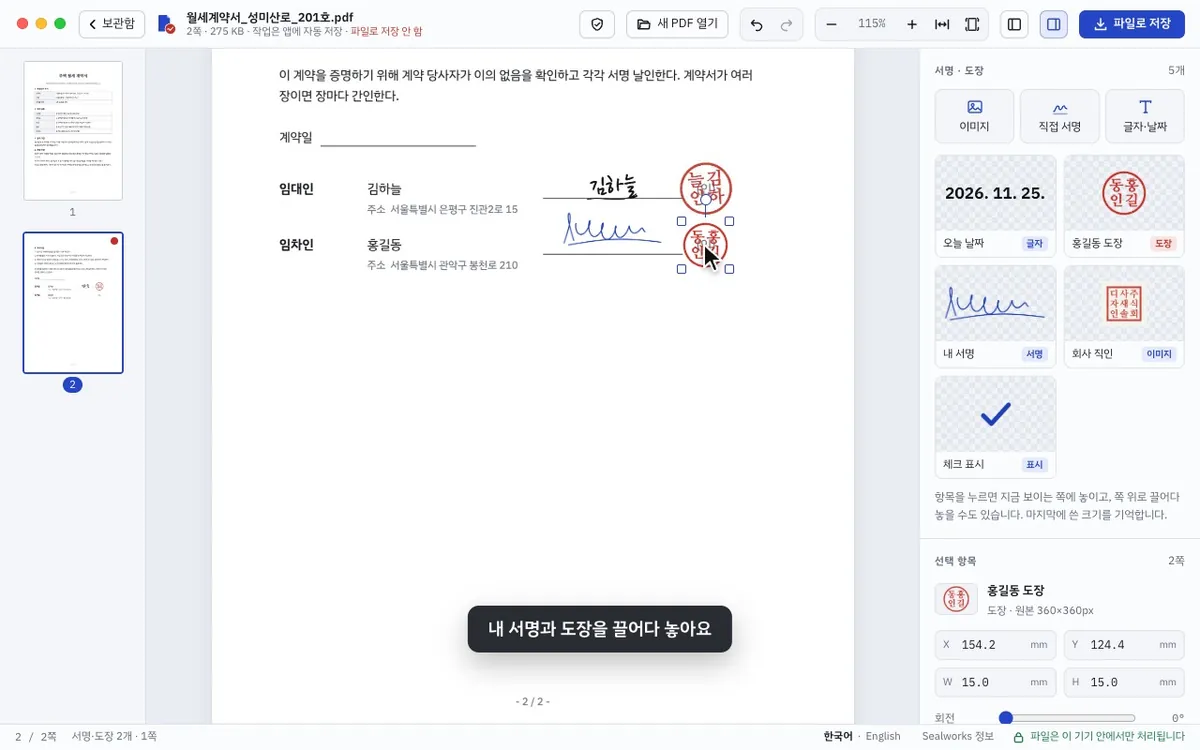 보관함
월세계약서_성미산로_201호.pdf
2쪽 · 275 KB · 작업은 앱에 자동 저장 · 파일로 저장 안 함
새 PDF 열기
115%
파일로 저장
1
2
이 계약을 증명하기 위해 계약 당사자가 이의 없음을 확인하고 각각 서명 날인한다. 계약서가 여러
장이면 장마다 간인한다.
계약일
임대인 김하늘 김하늘
주소 서울특별시 은평구 진관2로 15
임차인 홍길동
주소 서울특별시 관악구 봉천로 210
내 서명과 도장을 끌어다 놓아요
- 2 / 2 -
서명 · 도장 5개
이미지 직접 서명 글자·날짜
2026. 11. 25.
동홍
인길
오늘 날짜 글자
홍길동 도장 도장
디사주
자재식
인솔회
내 서명 서명
회사 직인 이미지
체크 표시 표시
항목을 누르면 지금 보이는 쪽에 놓이고, 쪽 위로 끌어다
놓을 수도 있습니다. 마지막에 쓴 크기를 기억합니다.
선택 항목 2쪽
홍길동 도장
도장 · 원본 360×360px
X 154.2 mm Y 124.4 mm
W 15.0 mm H 15.0 mm
회전 0°
2 / 2쪽 서명·도장 2개 · 1쪽
한국어 · English Sealworks 정보 파일은 이 기기 안에서만 처리됩니다